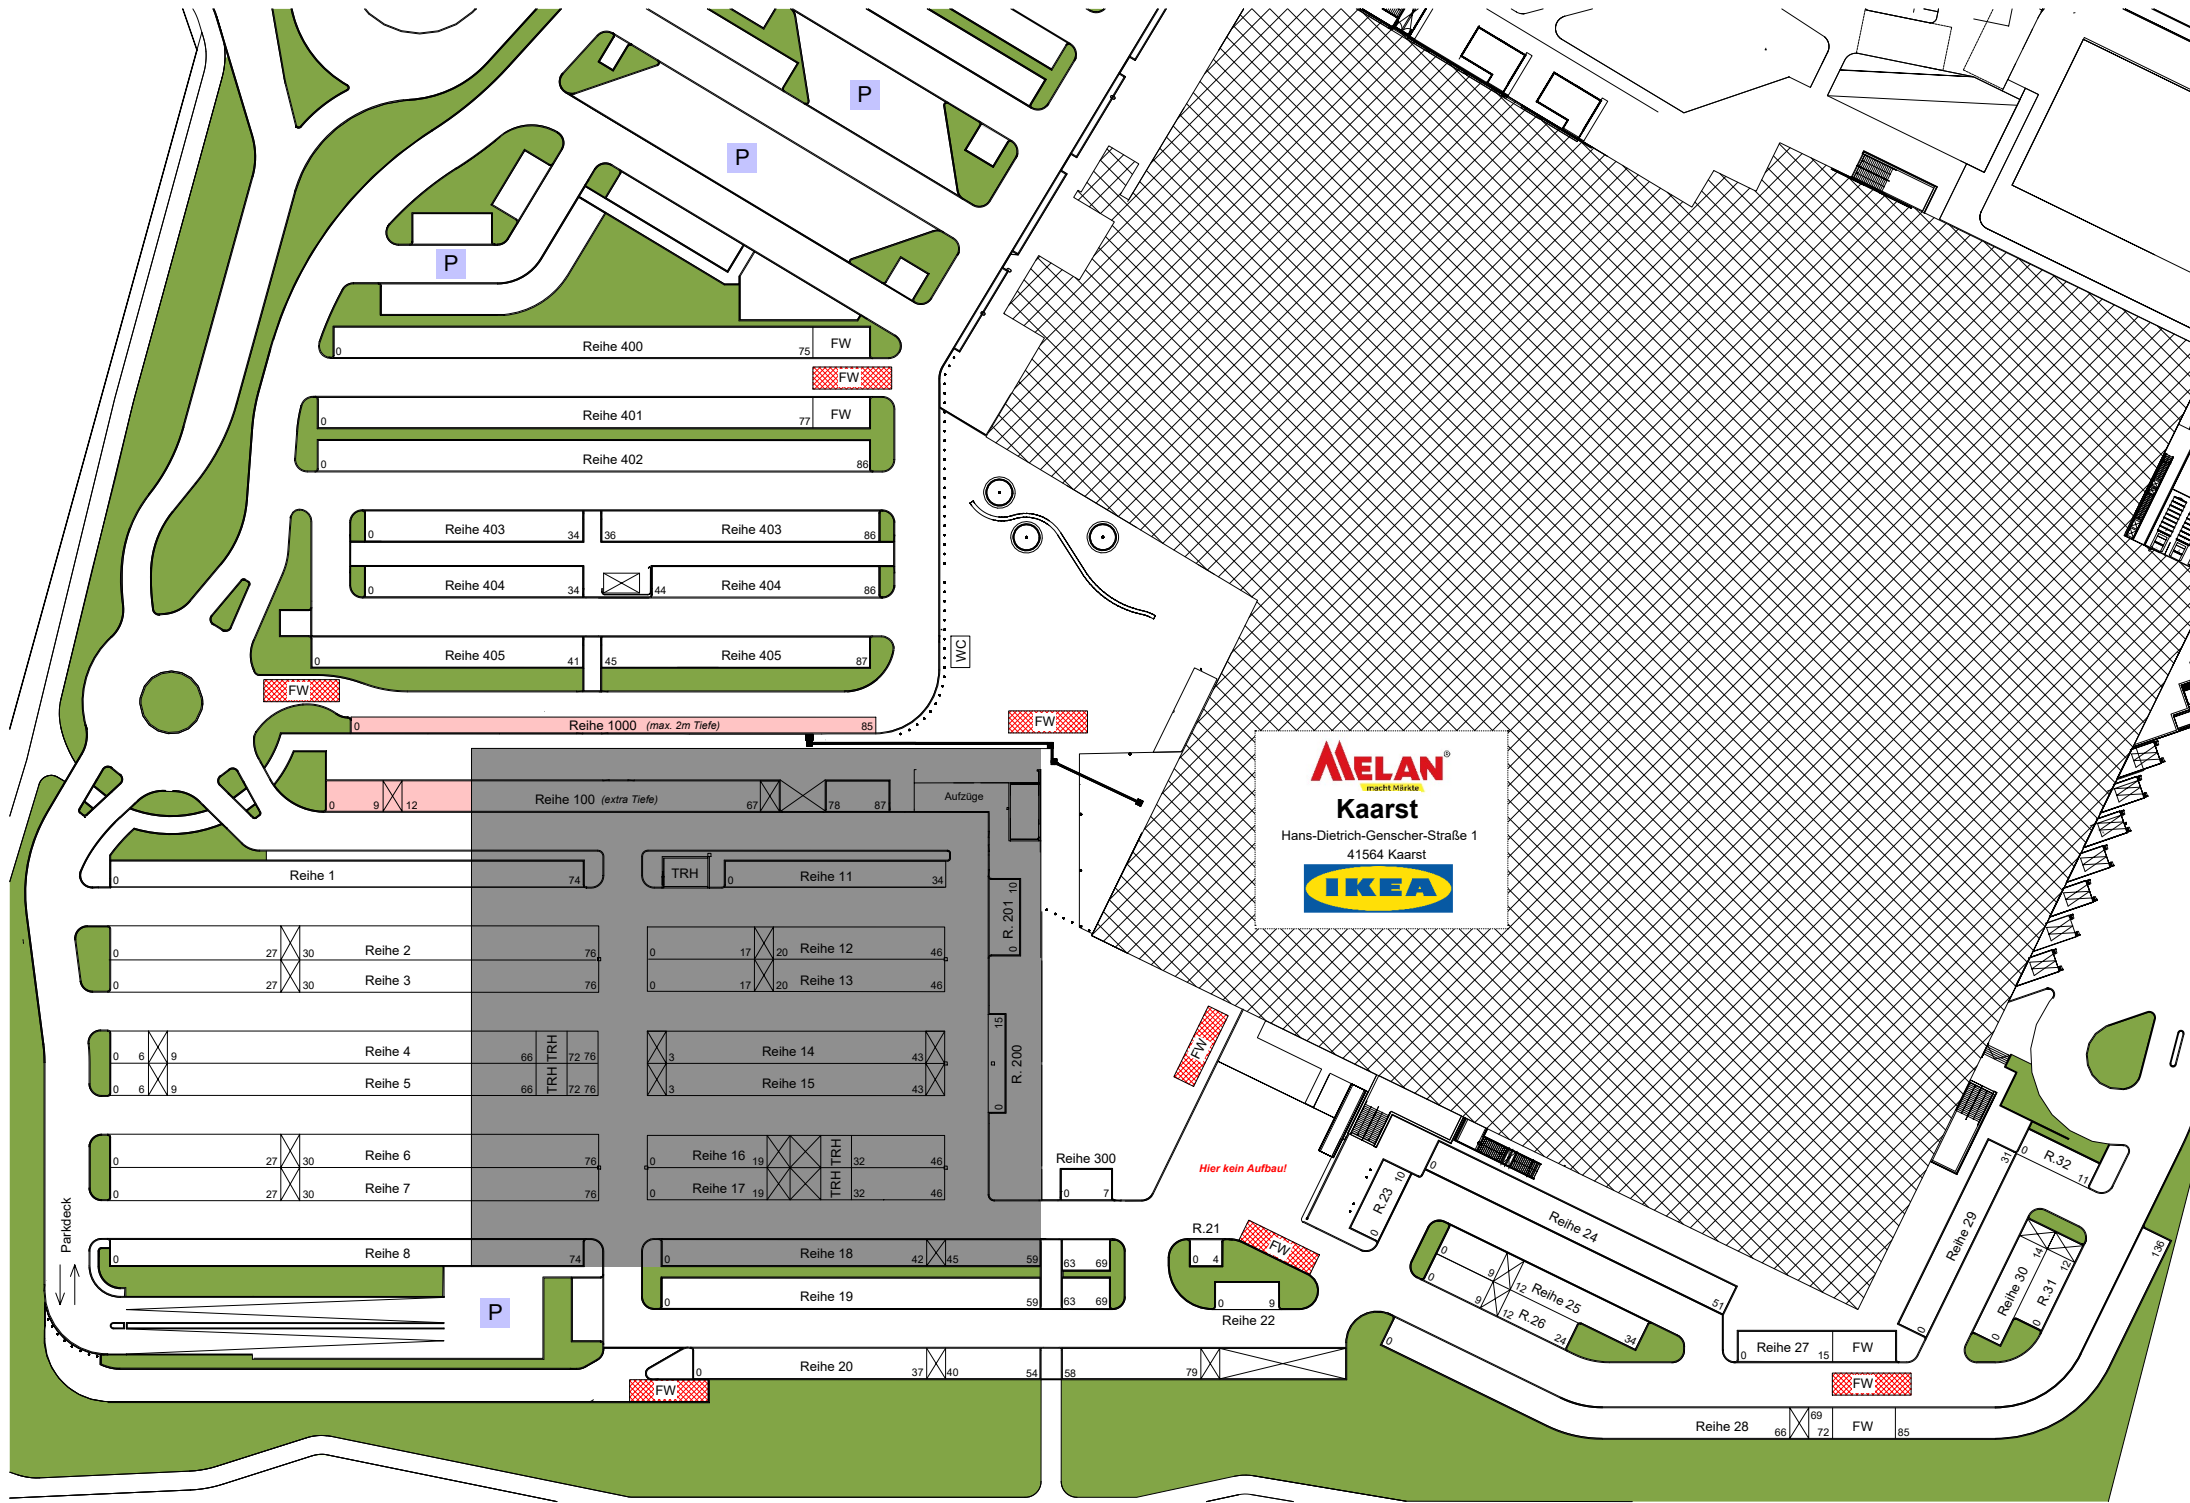 P
P
P
Reihe 400
0
75
FW
FW
Reihe 401
0
77
FW
Reihe 402
0
86
0
Reihe 403
34
36
Reihe 403
86
0
Reihe 404
34
44
Reihe 404
86
0
Reihe 405
41
45
Reihe 405
87
WC
FW
0
Reihe 1000 (max. 2m Tiefe)
85
FW
MELAN®
macht Märkte
Kaarst
Hans-Dietrich-Genscher-Straße 1
41564 Kaarst
IKEA
0
9
12
Reihe 100 (extra Tiefe)
67
78
87
Aufzüge
0
Reihe 1
74
TRH
0
Reihe 11
34
R. 201
0
10
0
27
30
Reihe 2
76
0
17
20
Reihe 12
46
0
27
30
Reihe 3
76
0
17
20
Reihe 13
46
R. 200
0
15
0
6
9
Reihe 4
66
TRH
72
76
3
Reihe 14
43
0
6
9
Reihe 5
66
TRH
72
76
3
Reihe 15
43
FW
0
27
30
Reihe 6
76
0
Reihe 16
19
TRH
32
46
0
27
30
Reihe 7
76
0
Reihe 17
19
TRH
32
46
Reihe 300
0
7
Hier kein Aufbau!
Parkdeck
0
Reihe 8
74
0
Reihe 18
42
45
59
63
69
0
Reihe 19
59
63
69
P
R.21
0
4
FW
0
9
Reihe 22
R.23
0
10
0
Reihe 24
51
0
9
12
Reihe 25
34
0
9
12
R.26
24
0
Reihe 20
37
40
54
58
79
FW
0
Reihe 27
15
FW
FW
0
Reihe 28
66
69
72
FW
85
136
0
Reihe 29
31
0
Reihe 30
14
0
R.31
12
0
R.32
11